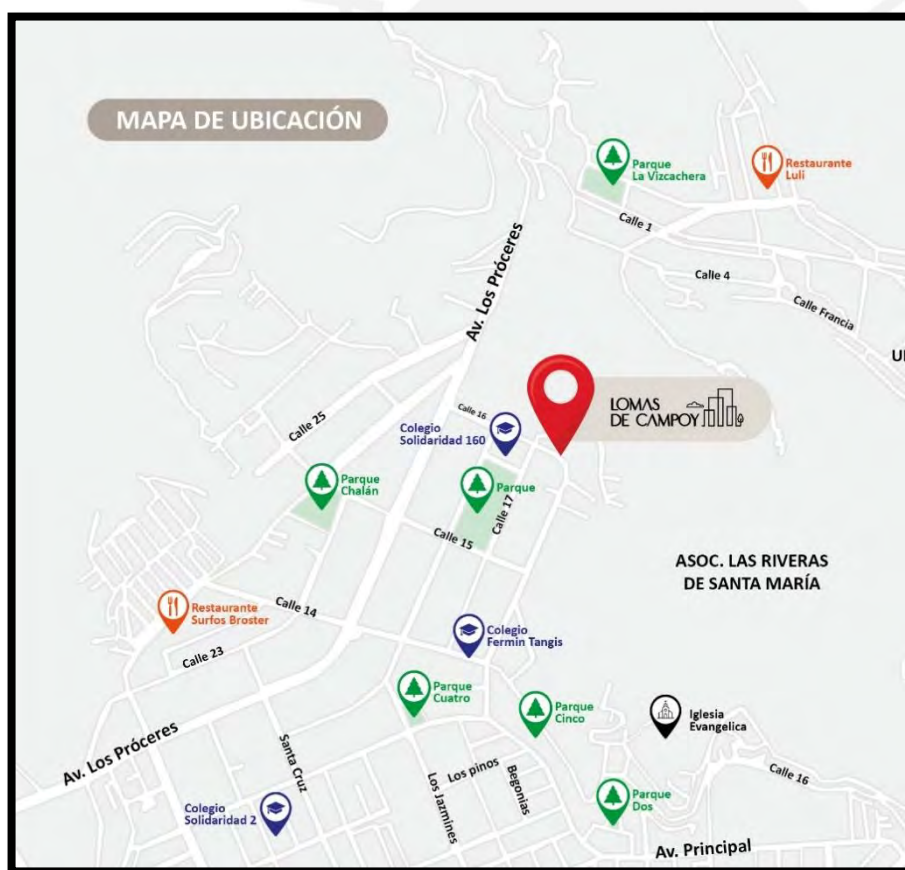 MAPA DE UBICACIÓN
Parque
La Vizcachera
Restaurante
Luli
Calle 1
Av. Los Próceres
Calle 4
Calle Francia
UI
LOMAS
DE CAMPOY
Calle 16
Colegio
Solidaridad 160
Calle 25
Parque
Chalán
Parque
Calle 17
Calle 15
ASOC. LAS RIVERAS
DE SANTA MARÍA
Restaurante
Surfos Broster
Calle 14
Colegio
Fermin Tangis
Calle 23
Parque
Cuatro
Parque
Cinco
Iglesia
Evangelica
Av. Los Próceres
Santa Cruz
Los pinos
Begonias
Los Jazmines
Calle 16
Colegio
Solidaridad 2
Parque
Dos
Av. Principal